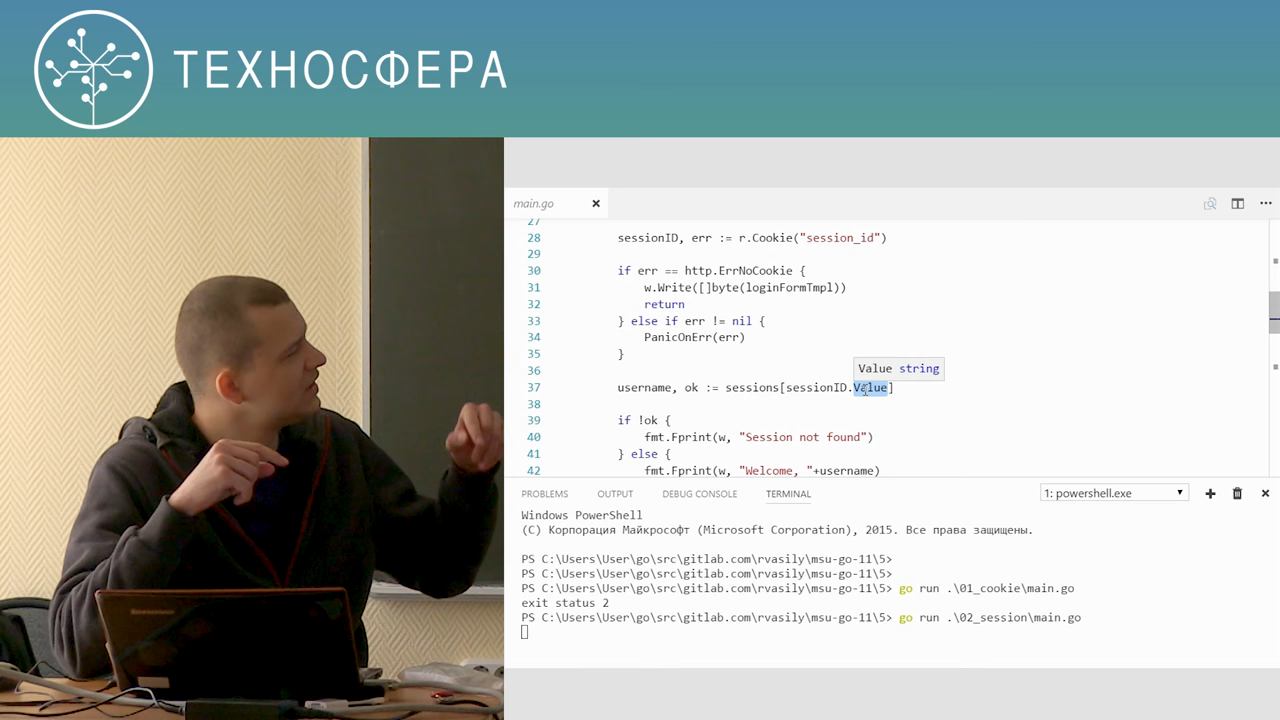 ТЕХНОСФЕРА
main.go
27
28 sessionID, err := r.Cookie("session_id")
29
30 if err == http.ErrNoCookie {
31 w.Write([]byte(loginFormTmpl))
32 return
33 } else if err != nil {
34 PanicOnErr(err)
35 }
36
Value string
37 username, ok := sessions[sessionID.Value]
38
39 if !ok {
40 fmt.Fprint(w, "Session not found")
41 } else {
42 fmt.Fprint(w, "Welcome, "+username)
PROBLEMS OUTPUT DEBUG CONSOLE TERMINAL 1: powershell.exe
Windows PowerShell
(C) Корпорация Майкрософт (Microsoft Corporation), 2015. Все права защищены.
PS C:\Users\User\go\src\gitlab.com\rvasily\msu-go-11\5>
PS C:\Users\User\go\src\gitlab.com\rvasily\msu-go-11\5>
PS C:\Users\User\go\src\gitlab.com\rvasily\msu-go-11\5> go run .\01_cookie\main.go
exit status 2
PS C:\Users\User\go\src\gitlab.com\rvasily\msu-go-11\5> go run .\02_session\main.go